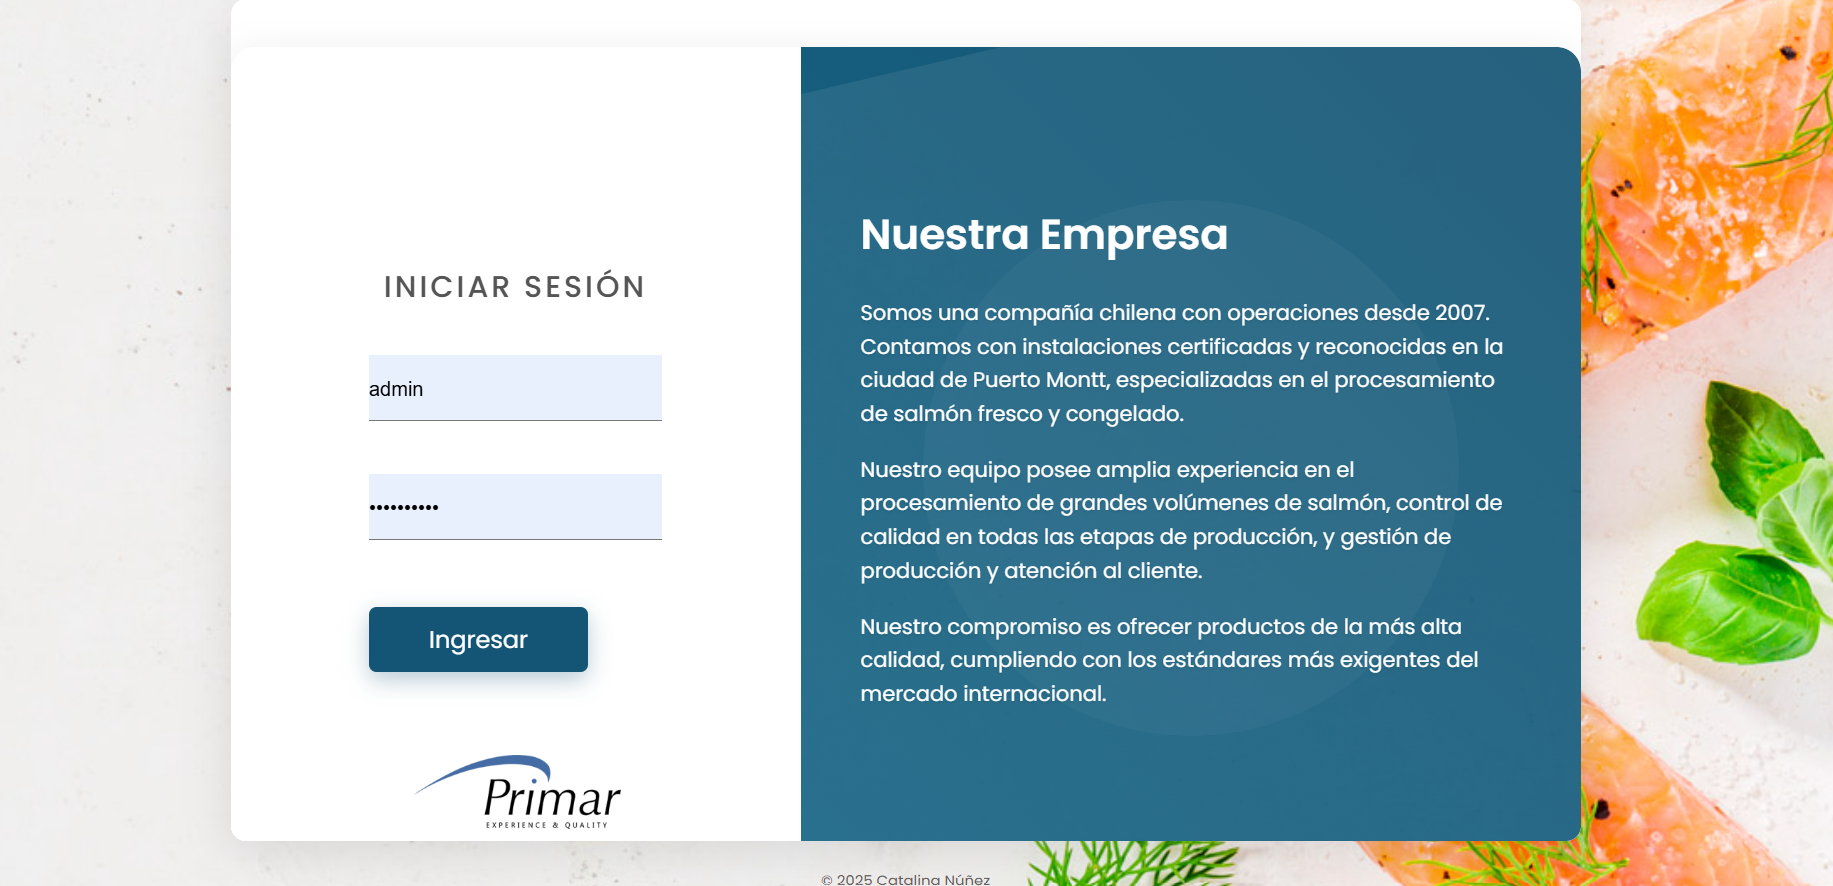 INICIAR SESIÓN
admin
••••••••••
Ingresar
Primar
EXPERIENCE & QUALITY
Nuestra Empresa
Somos una compañía chilena con operaciones desde 2007.
Contamos con instalaciones certificadas y reconocidas en la
ciudad de Puerto Montt, especializadas en el procesamiento
de salmón fresco y congelado.
Nuestro equipo posee amplia experiencia en el
procesamiento de grandes volúmenes de salmón, control de
calidad en todas las etapas de producción, y gestión de
producción y atención al cliente.
Nuestro compromiso es ofrecer productos de la más alta
calidad, cumpliendo con los estándares más exigentes del
mercado internacional.
© 2025 Catalina Núñez